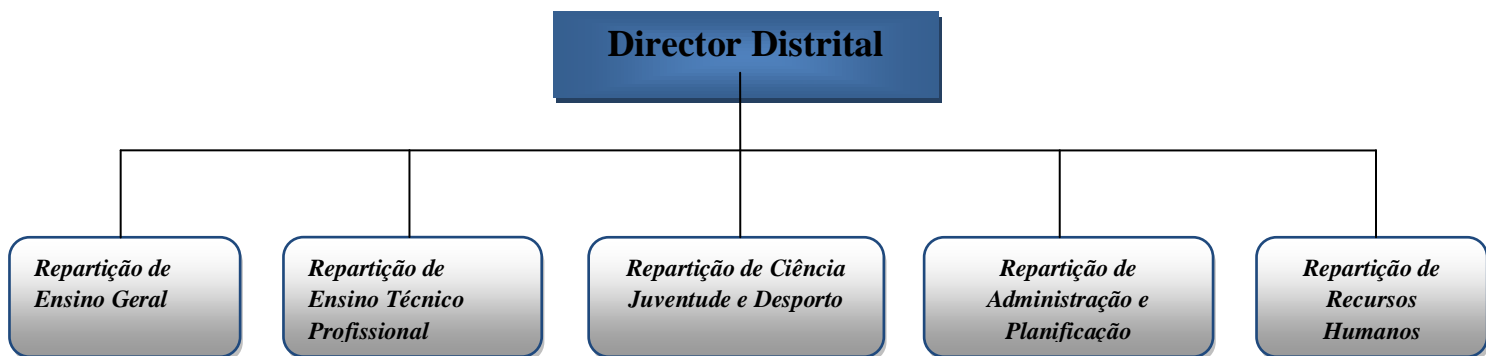 Director Distrital
Repartição de
Ensino Geral
Repartição de
Ensino Técnico
Profissional
Repartição de Ciência
Juventude e Desporto
Repartição de
Administração e
Planificação
Repartição de
Recursos
Humanos